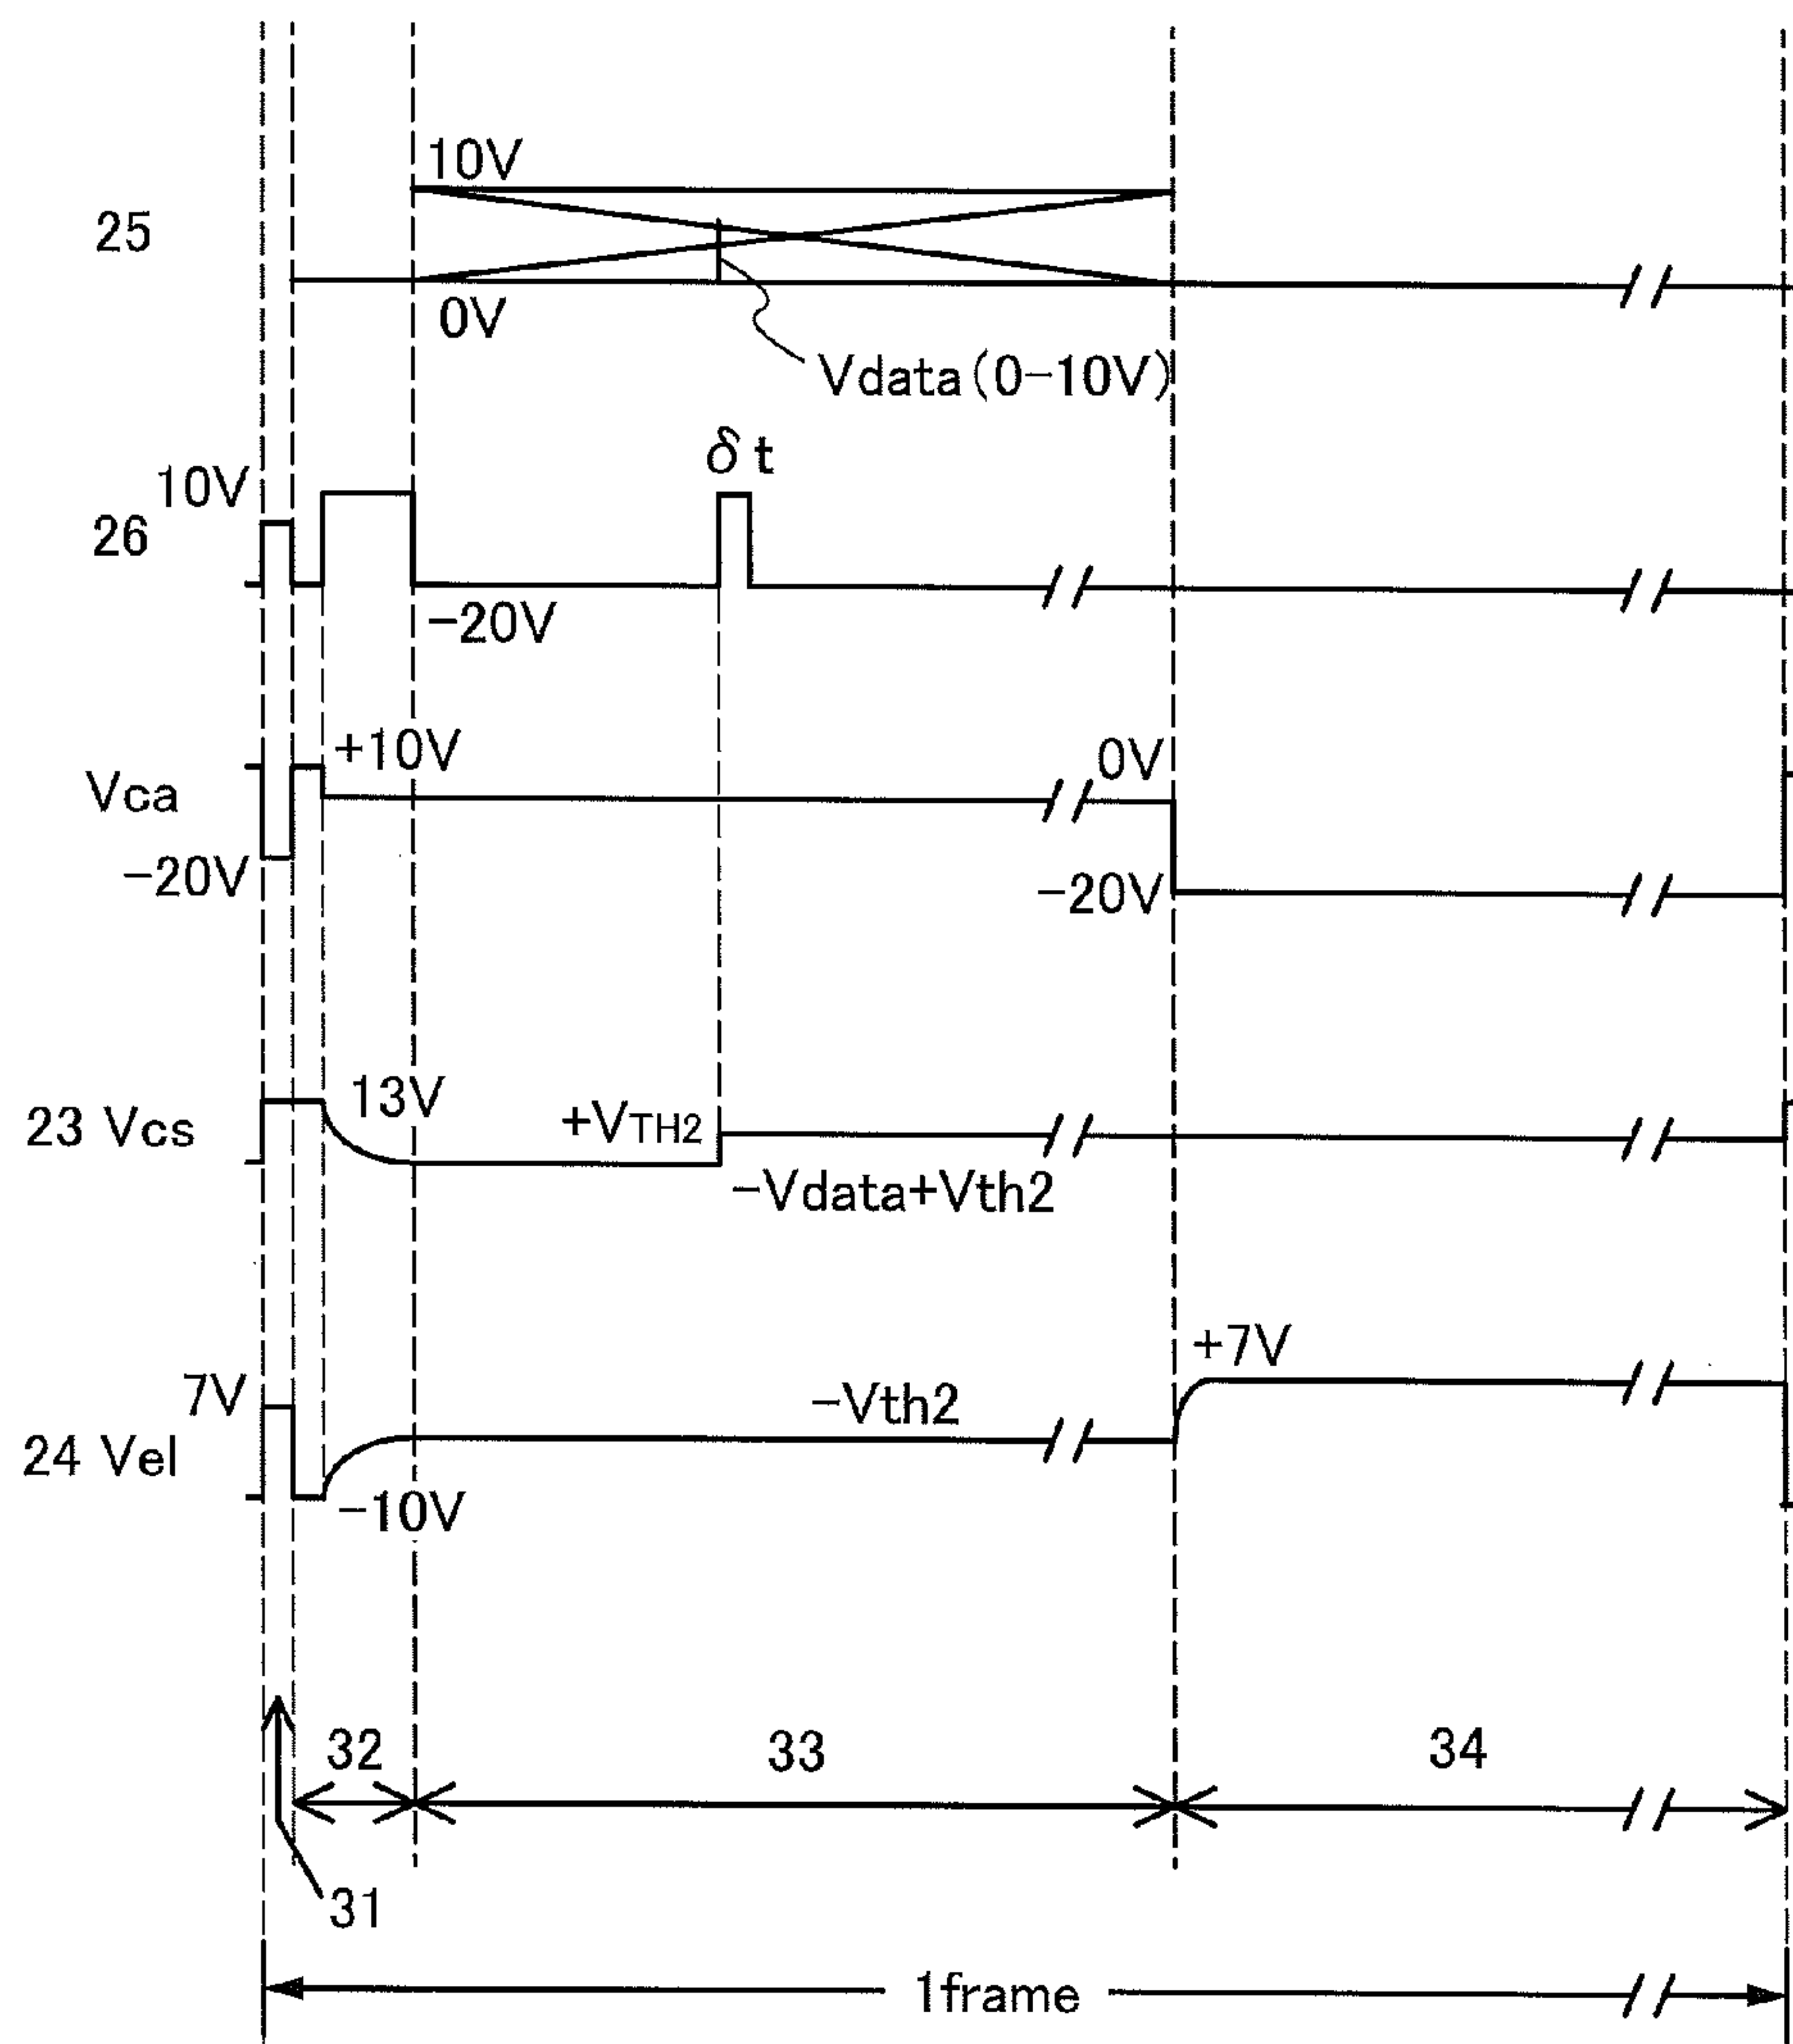 10V
25
0V
Vdata(0-10V)
δt
10V
26
-20V
+10V
0V
Vca
-20V
-20V
13V
+VTH2
23 Vcs
-Vdata+Vth2
+7V
7V
-Vth2
24 Vel
-10V
32
33
34
31
1frame